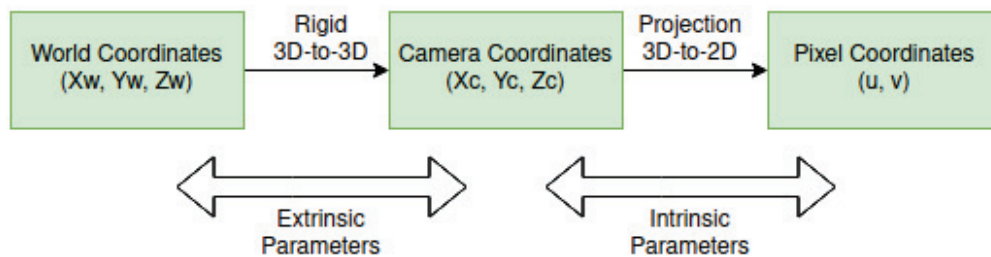 World Coordinates
(Xw, Yw, Zw)
Rigid
3D-to-3D
Camera Coordinates
(Xc, Yc, Zc)
Projection
3D-to-2D
Pixel Coordinates
(u, v)
Extrinsic
Parameters
Intrinsic
Parameters